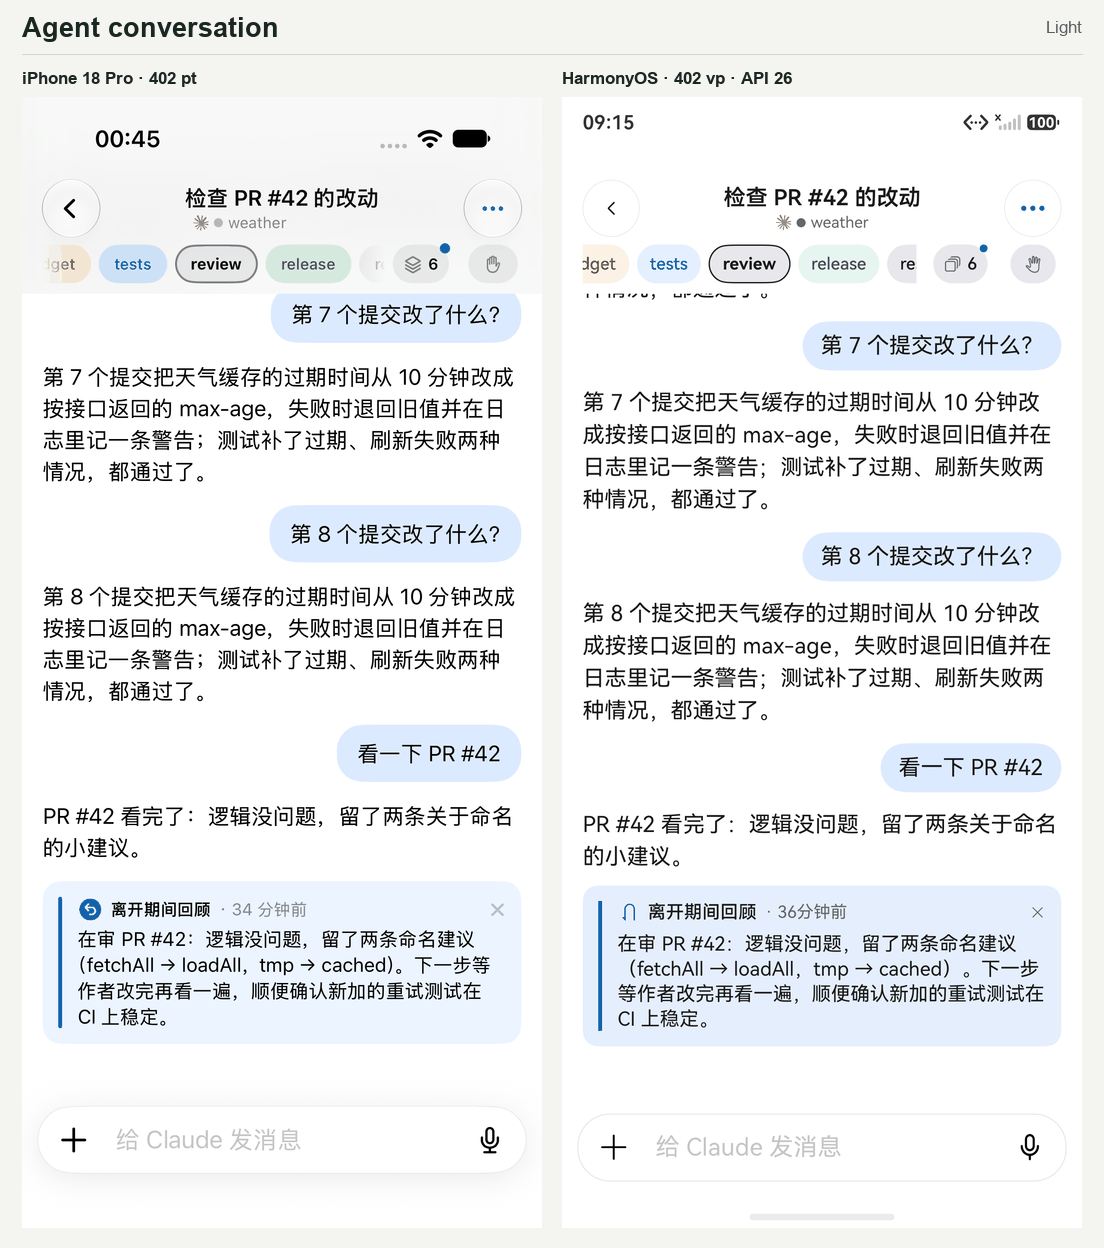 Agent conversation
Light
iPhone 18 Pro · 402 pt
00:45
检查 PR #42 的改动
weather
dget
tests
review
release
re
6
第 7 个提交改了什么？
第 7 个提交把天气缓存的过期时间从 10 分钟改成
按接口返回的 max-age，失败时退回旧值并在日
志里记一条警告；测试补了过期、刷新失败两种
情况，都通过了。
第 8 个提交改了什么？
第 8 个提交把天气缓存的过期时间从 10 分钟改成
按接口返回的 max-age，失败时退回旧值并在日
志里记一条警告；测试补了过期、刷新失败两种
情况，都通过了。
看一下 PR #42
PR #42 看完了：逻辑没问题，留了两条关于命名
的小建议。
离开期间回顾 · 34 分钟前
在审 PR #42：逻辑没问题，留了两条命名建议
（fetchAll → loadAll，tmp → cached）。下一步等
作者改完再看一遍，顺便确认新加的重试测试在
CI 上稳定。
给 Claude 发消息
HarmonyOS · 402 vp · API 26
09:15
100
检查 PR #42 的改动
weather
dget
tests
review
release
re
6
种情况，都通过了。
第 7 个提交改了什么？
第 7 个提交把天气缓存的过期时间从 10 分钟改
成按接口返回的 max-age，失败时退回旧值并在
日志里记一条警告；测试补了过期、刷新失败两
种情况，都通过了。
第 8 个提交改了什么？
第 8 个提交把天气缓存的过期时间从 10 分钟改
成按接口返回的 max-age，失败时退回旧值并在
日志里记一条警告；测试补了过期、刷新失败两
种情况，都通过了。
看一下 PR #42
PR #42 看完了：逻辑没问题，留了两条关于命名
的小建议。
离开期间回顾 · 36分钟前
在审 PR #42：逻辑没问题，留了两条命名建议
（fetchAll → loadAll，tmp → cached）。下一步
等作者改完再看一遍，顺便确认新加的重试测试在
CI 上稳定。
给 Claude 发消息